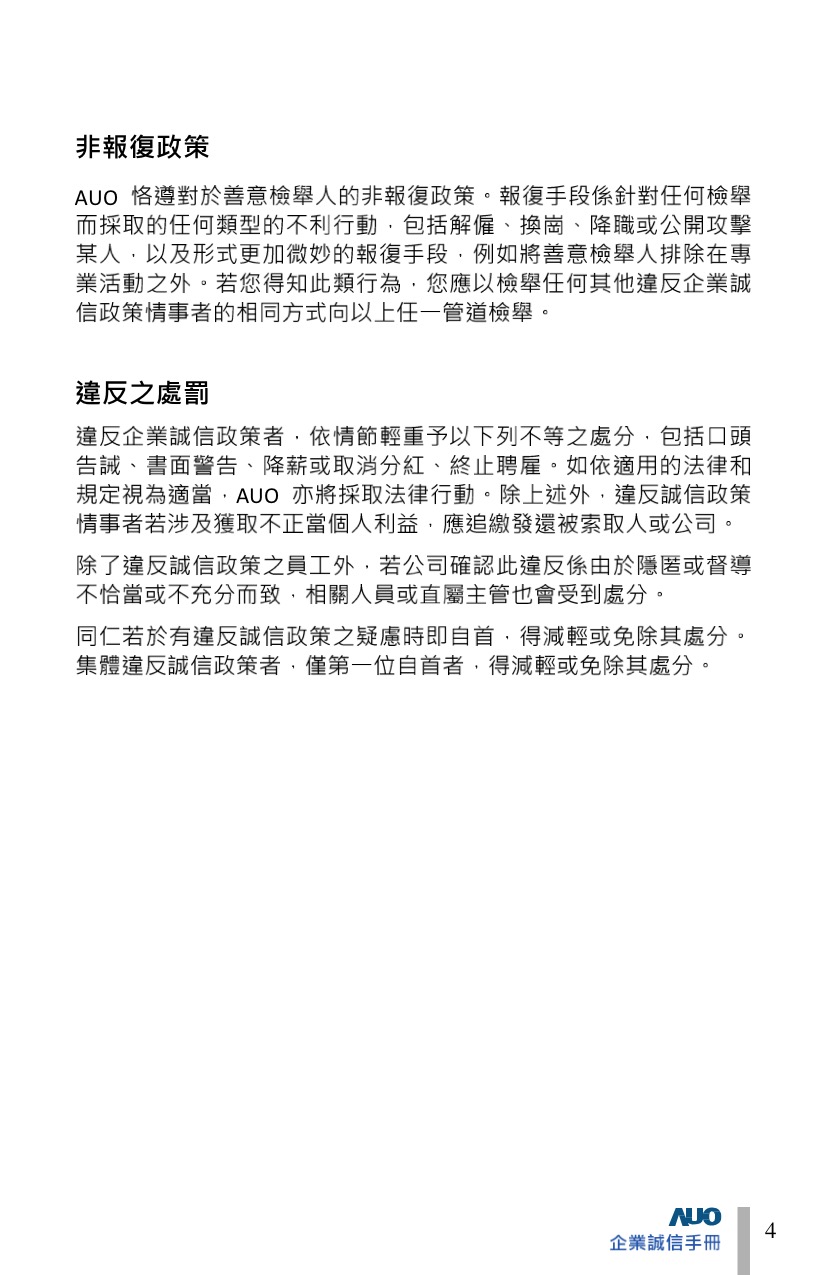 非報復政策
AUO 恪遵對於善意檢舉人的非報復政策。報復手段係針對任何檢舉
而採取的任何類型的不利行動，包括解僱、換崗、降職或公開攻擊
某人，以及形式更加微妙的報復手段，例如將善意檢舉人排除在專
業活動之外。若您得知此類行為，您應以檢舉任何其他違反企業誠
信政策情事者的相同方式向以上任一管道檢舉。
違反之處罰
違反企業誠信政策者，依情節輕重予以下列不等之處分，包括口頭
告誡、書面警告、降薪或取消分紅、終止聘雇。如依適用的法律和
規定視為適當，AUO 亦將採取法律行動。除上述外，違反誠信政策
情事者若涉及獲取不正當個人利益，應追繳發還被索取人或公司。
除了違反誠信政策之員工外，若公司確認此違反係由於隱匿或督導
不恰當或不充分而致，相關人員或直屬主管也會受到處分。
同仁若於有違反誠信政策之疑慮時即自首，得減輕或免除其處分。
集體違反誠信政策者，僅第一位自首者，得減輕或免除其處分。
AUO
企業誠信手冊
4